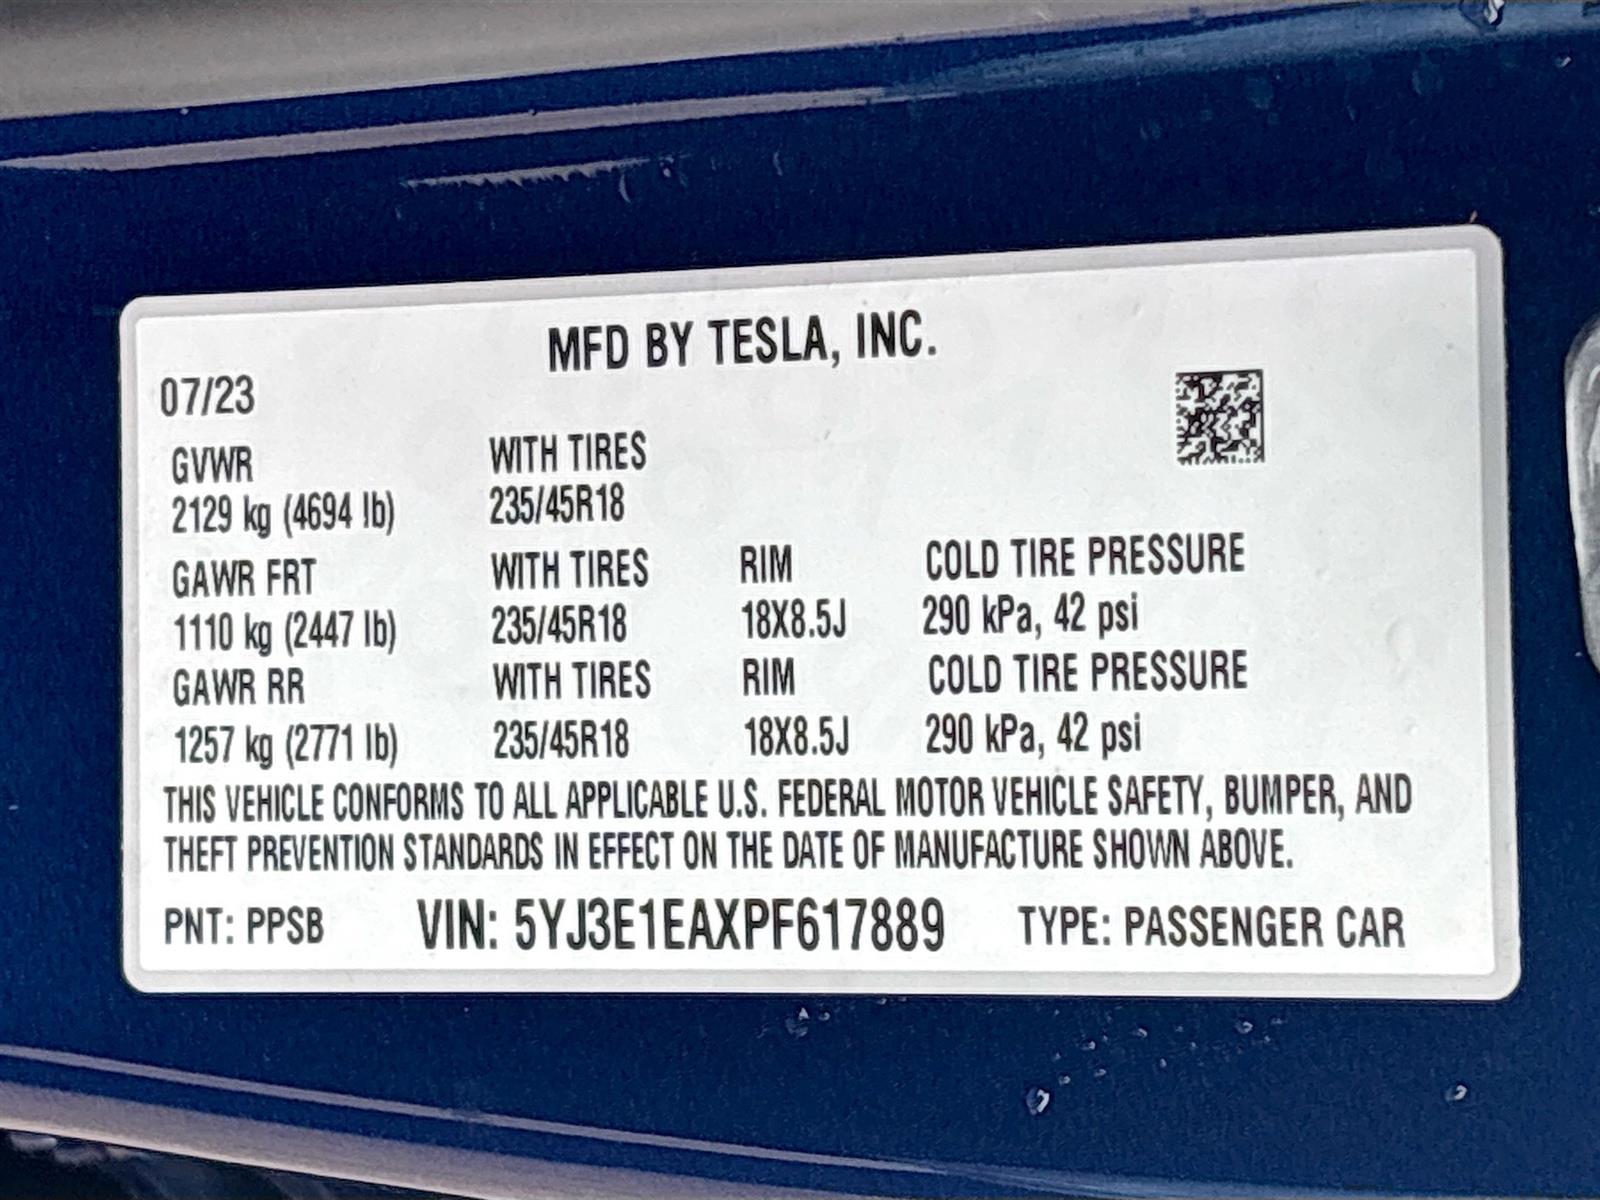 MFD BY TESLA, INC.
07/23
GVWR WITH TIRES
2129 kg (4694 lb) 235/45R18
GAWR FRT WITH TIRES RIM COLD TIRE PRESSURE
1110 kg (2447 lb) 235/45R18 18X8.5J 290 kPa, 42 psi
GAWR RR WITH TIRES RIM COLD TIRE PRESSURE
1257 kg (2771 lb) 235/45R18 18X8.5J 290 kPa, 42 psi
THIS VEHICLE CONFORMS TO ALL APPLICABLE U.S. FEDERAL MOTOR VEHICLE SAFETY, BUMPER, AND
THEFT PREVENTION STANDARDS IN EFFECT ON THE DATE OF MANUFACTURE SHOWN ABOVE.
PNT: PPSB VIN: 5YJ3E1EAXPF617889 TYPE: PASSENGER CAR